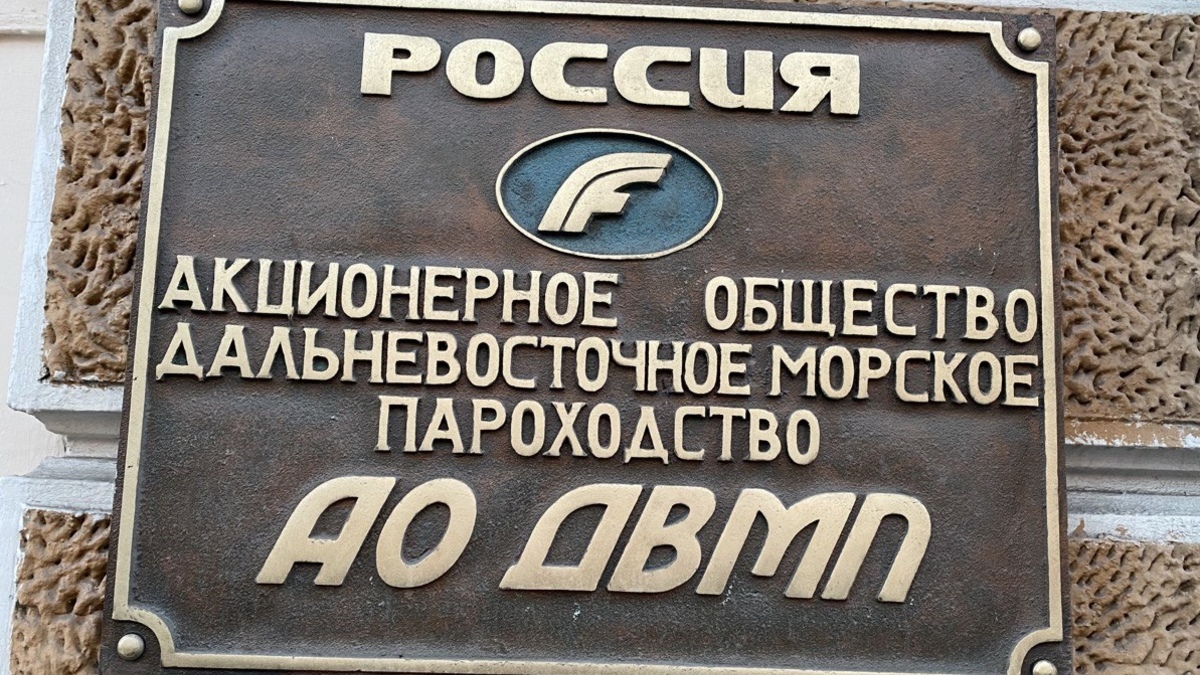 РОССИЯ
F
АКЦИОНЕРНОЕ ОБЩЕСТВО
ДАЛЬНЕВОСТОЧНОЕ МОРСКОЕ
ПАРОХОДСТВО
АО ДВМП